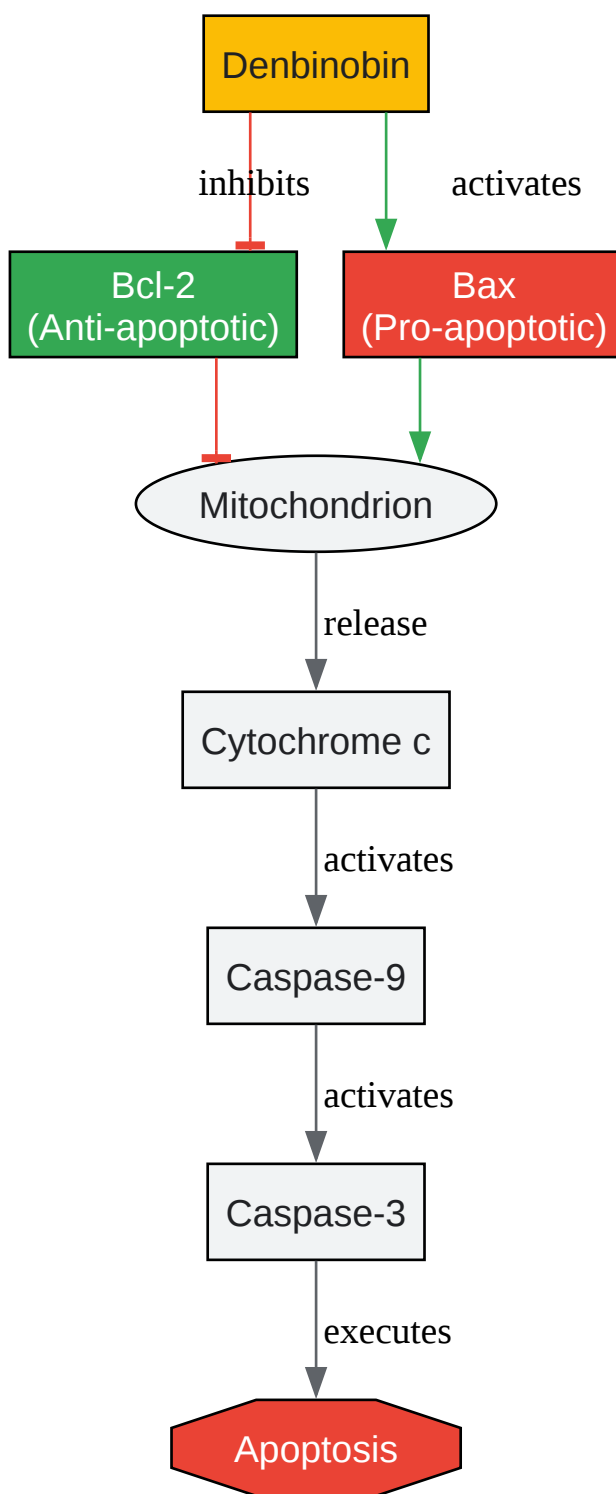 Denbinobin
inhibits
activates
Bcl-2
(Anti-apoptotic)
Bax
(Pro-apoptotic)
Mitochondrion
release
Cytochrome c
activates
Caspase-9
activates
Caspase-3
executes
Apoptosis